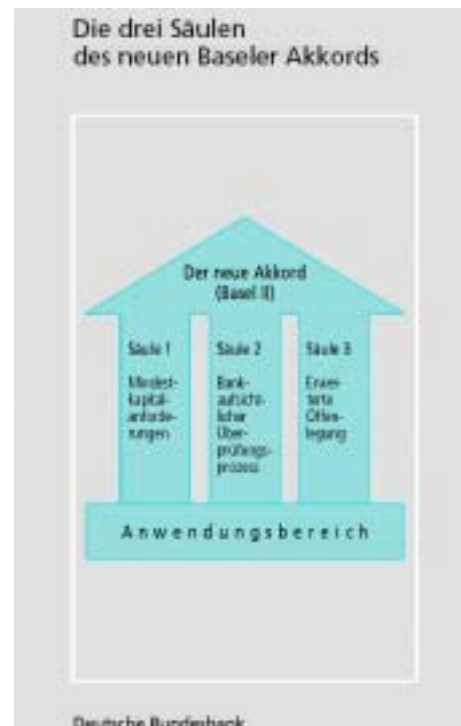 Die drei Säulen
des neuen Baseler Akkords
Der neue Akkord
(Basel II)
Säule 1
Mindest-
kapital-
anforde-
rungen
Säule 2
Bank-
aufsicht-
licher
Über-
prüfungs-
prozess
Säule 3
Erwei-
terte
Offen-
legung
Anwendungsbereich
Deutsche Bundesbank